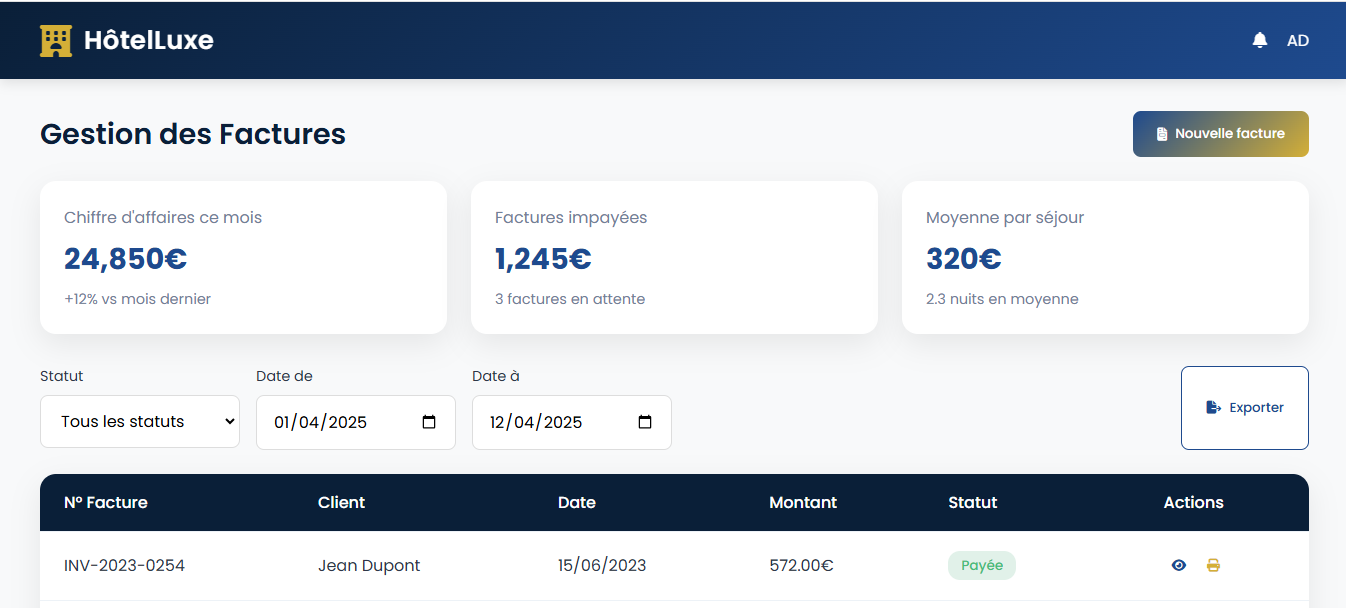 HôtelLuxe
AD
Gestion des Factures
Nouvelle facture
Chiffre d'affaires ce mois
24,850€
+12% vs mois dernier
Factures impayées
1,245€
3 factures en attente
Moyenne par séjour
320€
2.3 nuits en moyenne
Statut
Tous les statuts
Date de
01/04/2025
Date à
12/04/2025
Exporter
N° Facture Client Date Montant Statut Actions
INV-2023-0254 Jean Dupont 15/06/2023 572.00€ Payée